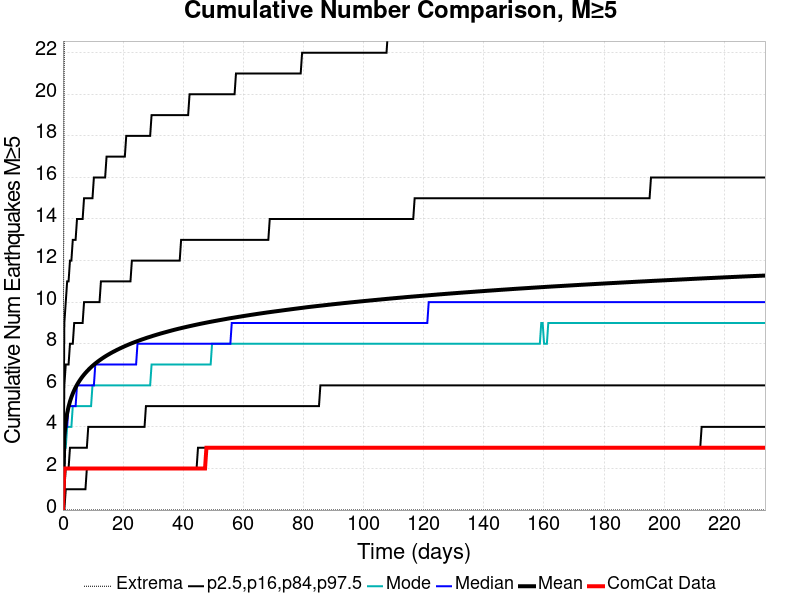 Cumulative Number Comparison, M≥5
Cumulative Num Earthquakes M≥5
22
20
18
16
14
12
10
8
6
4
2
0
0 20 40 60 80 100 120 140 160 180 200 220
Time (days)
Extrema p2.5,p16,p84,p97.5 Mode Median Mean ComCat Data